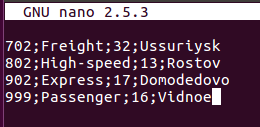 GNU nano 2.5.3
702;Freight;32;Ussuriysk
802;High-speed;13;Rostov
902;Express;17;Domodedovo
999;Passenger;16;Vidnoe